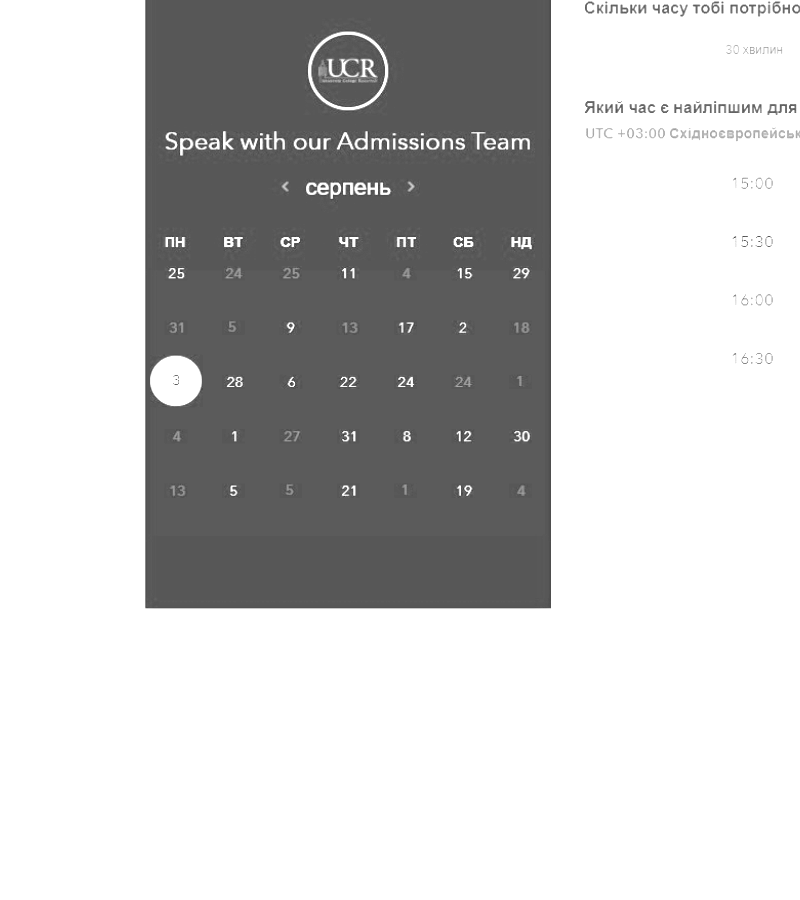 UCR
Speak with our Admissions Team
‹ серпень ›
ПН ВТ СР ЧТ ПТ СБ НД
25 24 25 11 4 15 29
31 5 9 13 17 2 18
3 28 6 22 24 24 1
4 1 27 31 8 12 30
13 5 5 21 1 19 4
Скільки часу тобі потрібно
30 хвилин
Який час є найліпшим для
UTC +03:00 Східноєвропейськ
15:00
15:30
16:00
16:30